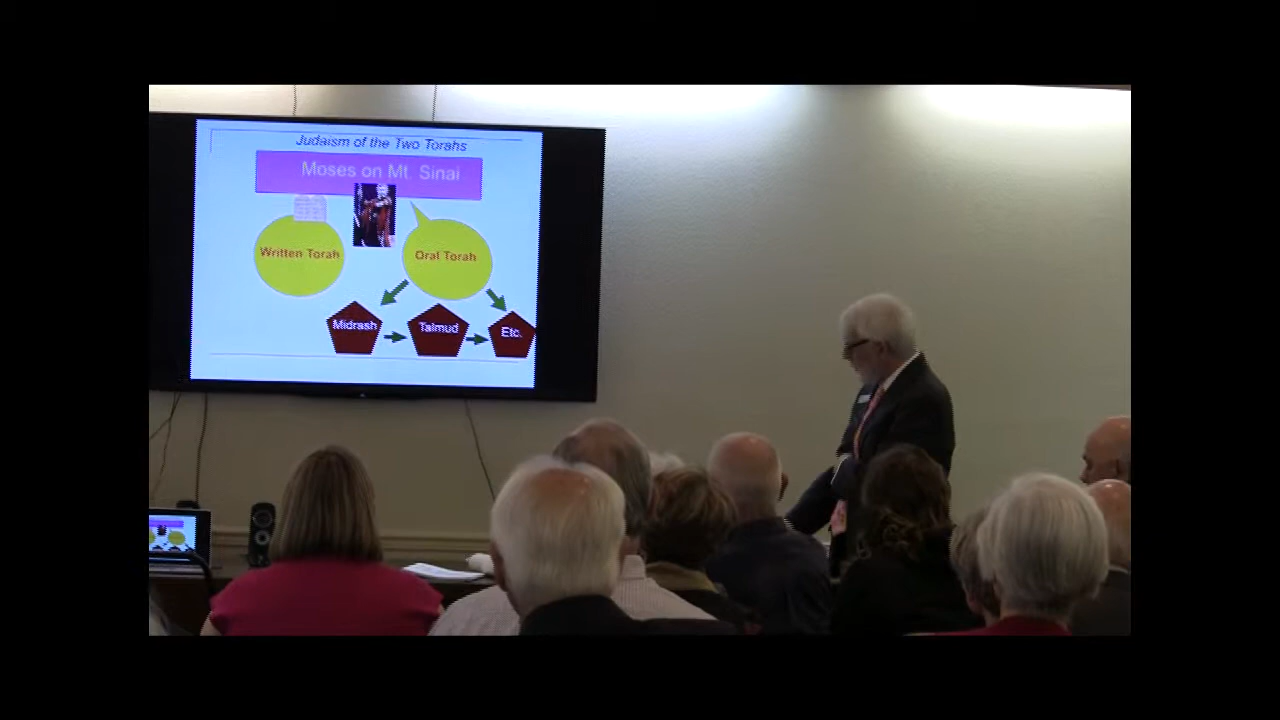 Judaism of the Two Torahs
Moses on Mt. Sinai
Written Torah
Oral Torah
Midrash
Talmud
Etc.